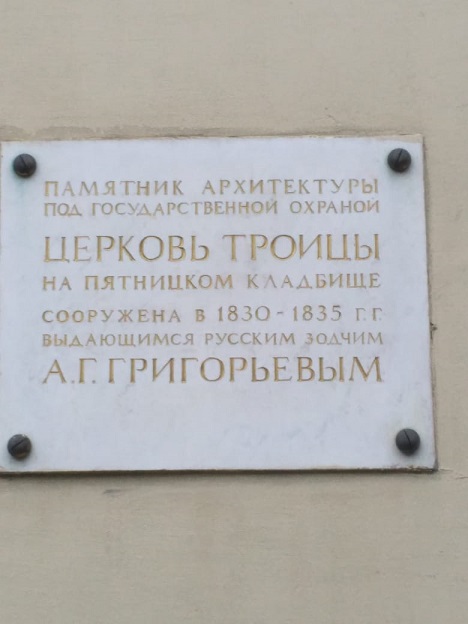 ПАМЯТНИК АРХИТЕКТУРЫ
ПОД ГОСУДАРСТВЕННОЙ ОХРАНОЙ
ЦЕРКОВЬ ТРОИЦЫ
НА ПЯТНИЦКОМ КЛАДБИЩЕ
СООРУЖЕНА В 1830-1835 Г.Г.
ВЫДАЮЩИМСЯ РУССКИМ ЗОДЧИМ
А.Г. ГРИГОРЬЕВЫМ